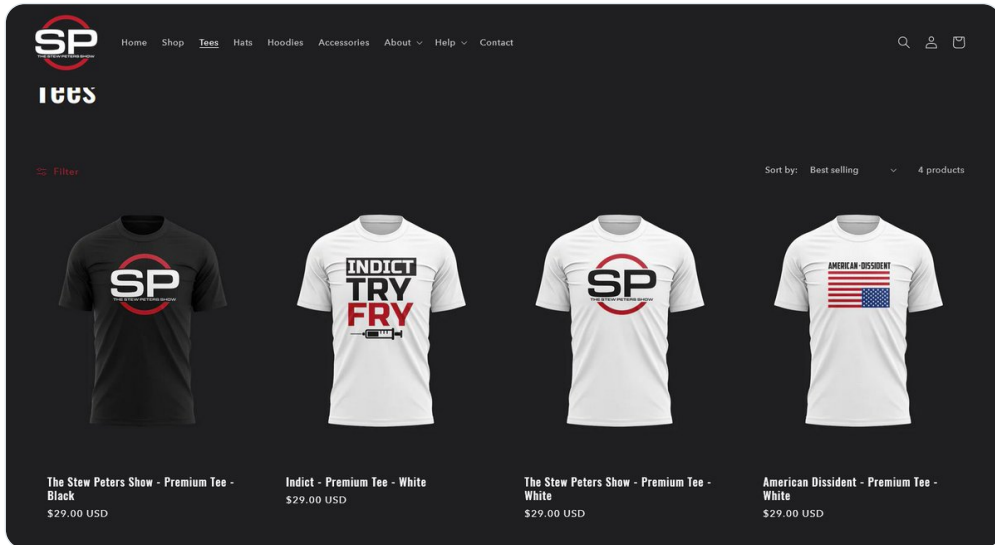 SP
THE STEW PETERS SHOW
Home Shop Tees Hats Hoodies Accessories About Help Contact
Tees
Filter
Sort by: Best selling 4 products
SP
THE STEW PETERS SHOW
INDICT
TRY
FRY
SP
THE STEW PETERS SHOW
AMERICAN-DISSIDENT
The Stew Peters Show - Premium Tee -
Black
$29.00 USD
Indict - Premium Tee - White
$29.00 USD
The Stew Peters Show - Premium Tee -
White
$29.00 USD
American Dissident - Premium Tee -
White
$29.00 USD